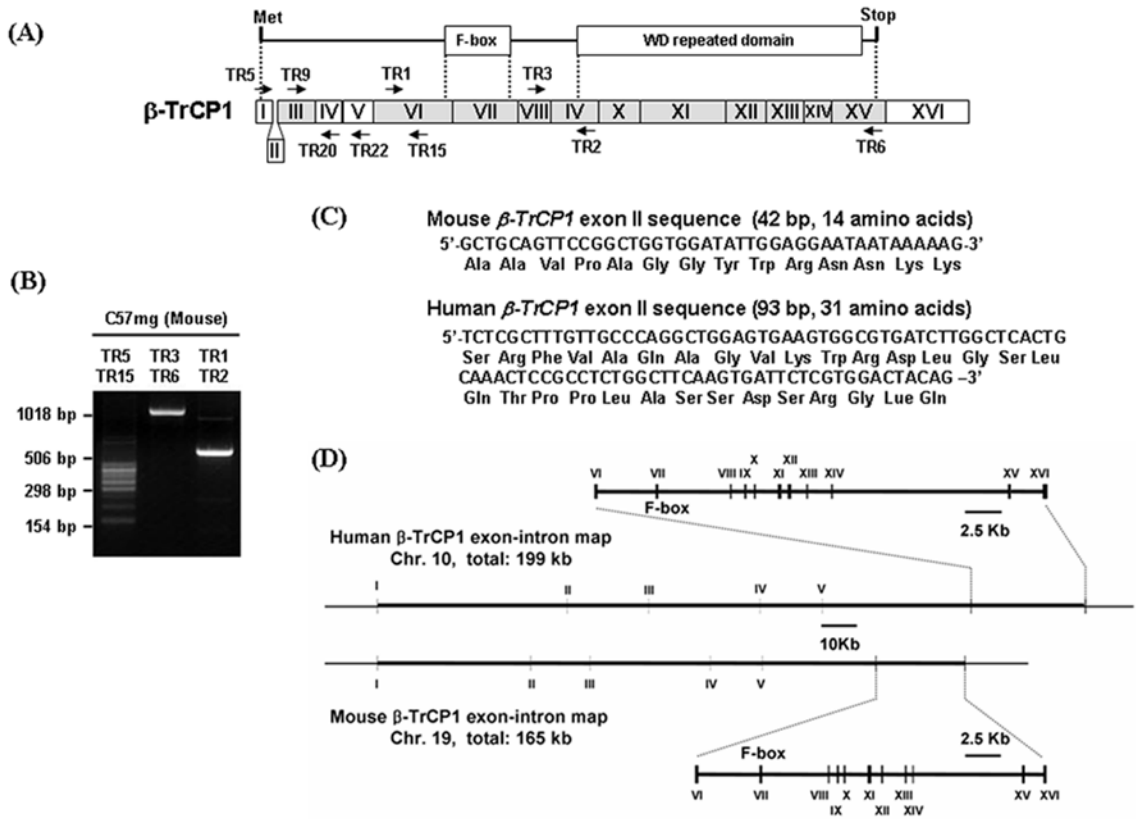 (A)
Met
Stop
F-box
WD repeated domain
TR5
TR9
TR1
TR3
β-TrCP1
I III IV V VI VII VIII IV X XI XII XIII XIV XV XVI
II
TR20
TR22
TR15
TR2
TR6
(C)
Mouse β-TrCP1 exon II sequence (42 bp, 14 amino acids)
5'-GCTGCAGTTCCGGCTGGTGGATATTGGAGGAATAATAAAAAG-3'
Ala Ala Val Pro Ala Gly Gly Tyr Trp Arg Asn Asn Lys Lys
Human β-TrCP1 exon II sequence (93 bp, 31 amino acids)
5'-TCTCGCTTTGTTGCCCAGGCTGGAGTGAAGTGGCGTGATCTTGGCTCACTG
Ser Arg Phe Val Ala Gln Ala Gly Val Lys Trp Arg Asp Leu Gly Ser Leu
CAAACTCCGCCTCTGGCTTCAAGTGATTCTCGTGGACTACAG –3'
Gln Thr Pro Pro Leu Ala Ser Ser Asp Ser Arg Gly Lue Gln
(B)
C57mg (Mouse)
TR5 TR3 TR1
TR15 TR6 TR2
1018 bp
506 bp
298 bp
154 bp
(D)
VI VII VIII IX X XI XII XIII XIV XV XVI
F-box
2.5 Kb
Human β-TrCP1 exon-intron map
Chr. 10, total: 199 kb
I II III IV V
10Kb
I II III IV V
Mouse β-TrCP1 exon-intron map
Chr. 19, total: 165 kb
2.5 Kb
F-box
VI VII VIII IX X XI XII XIII XIV XV XVI